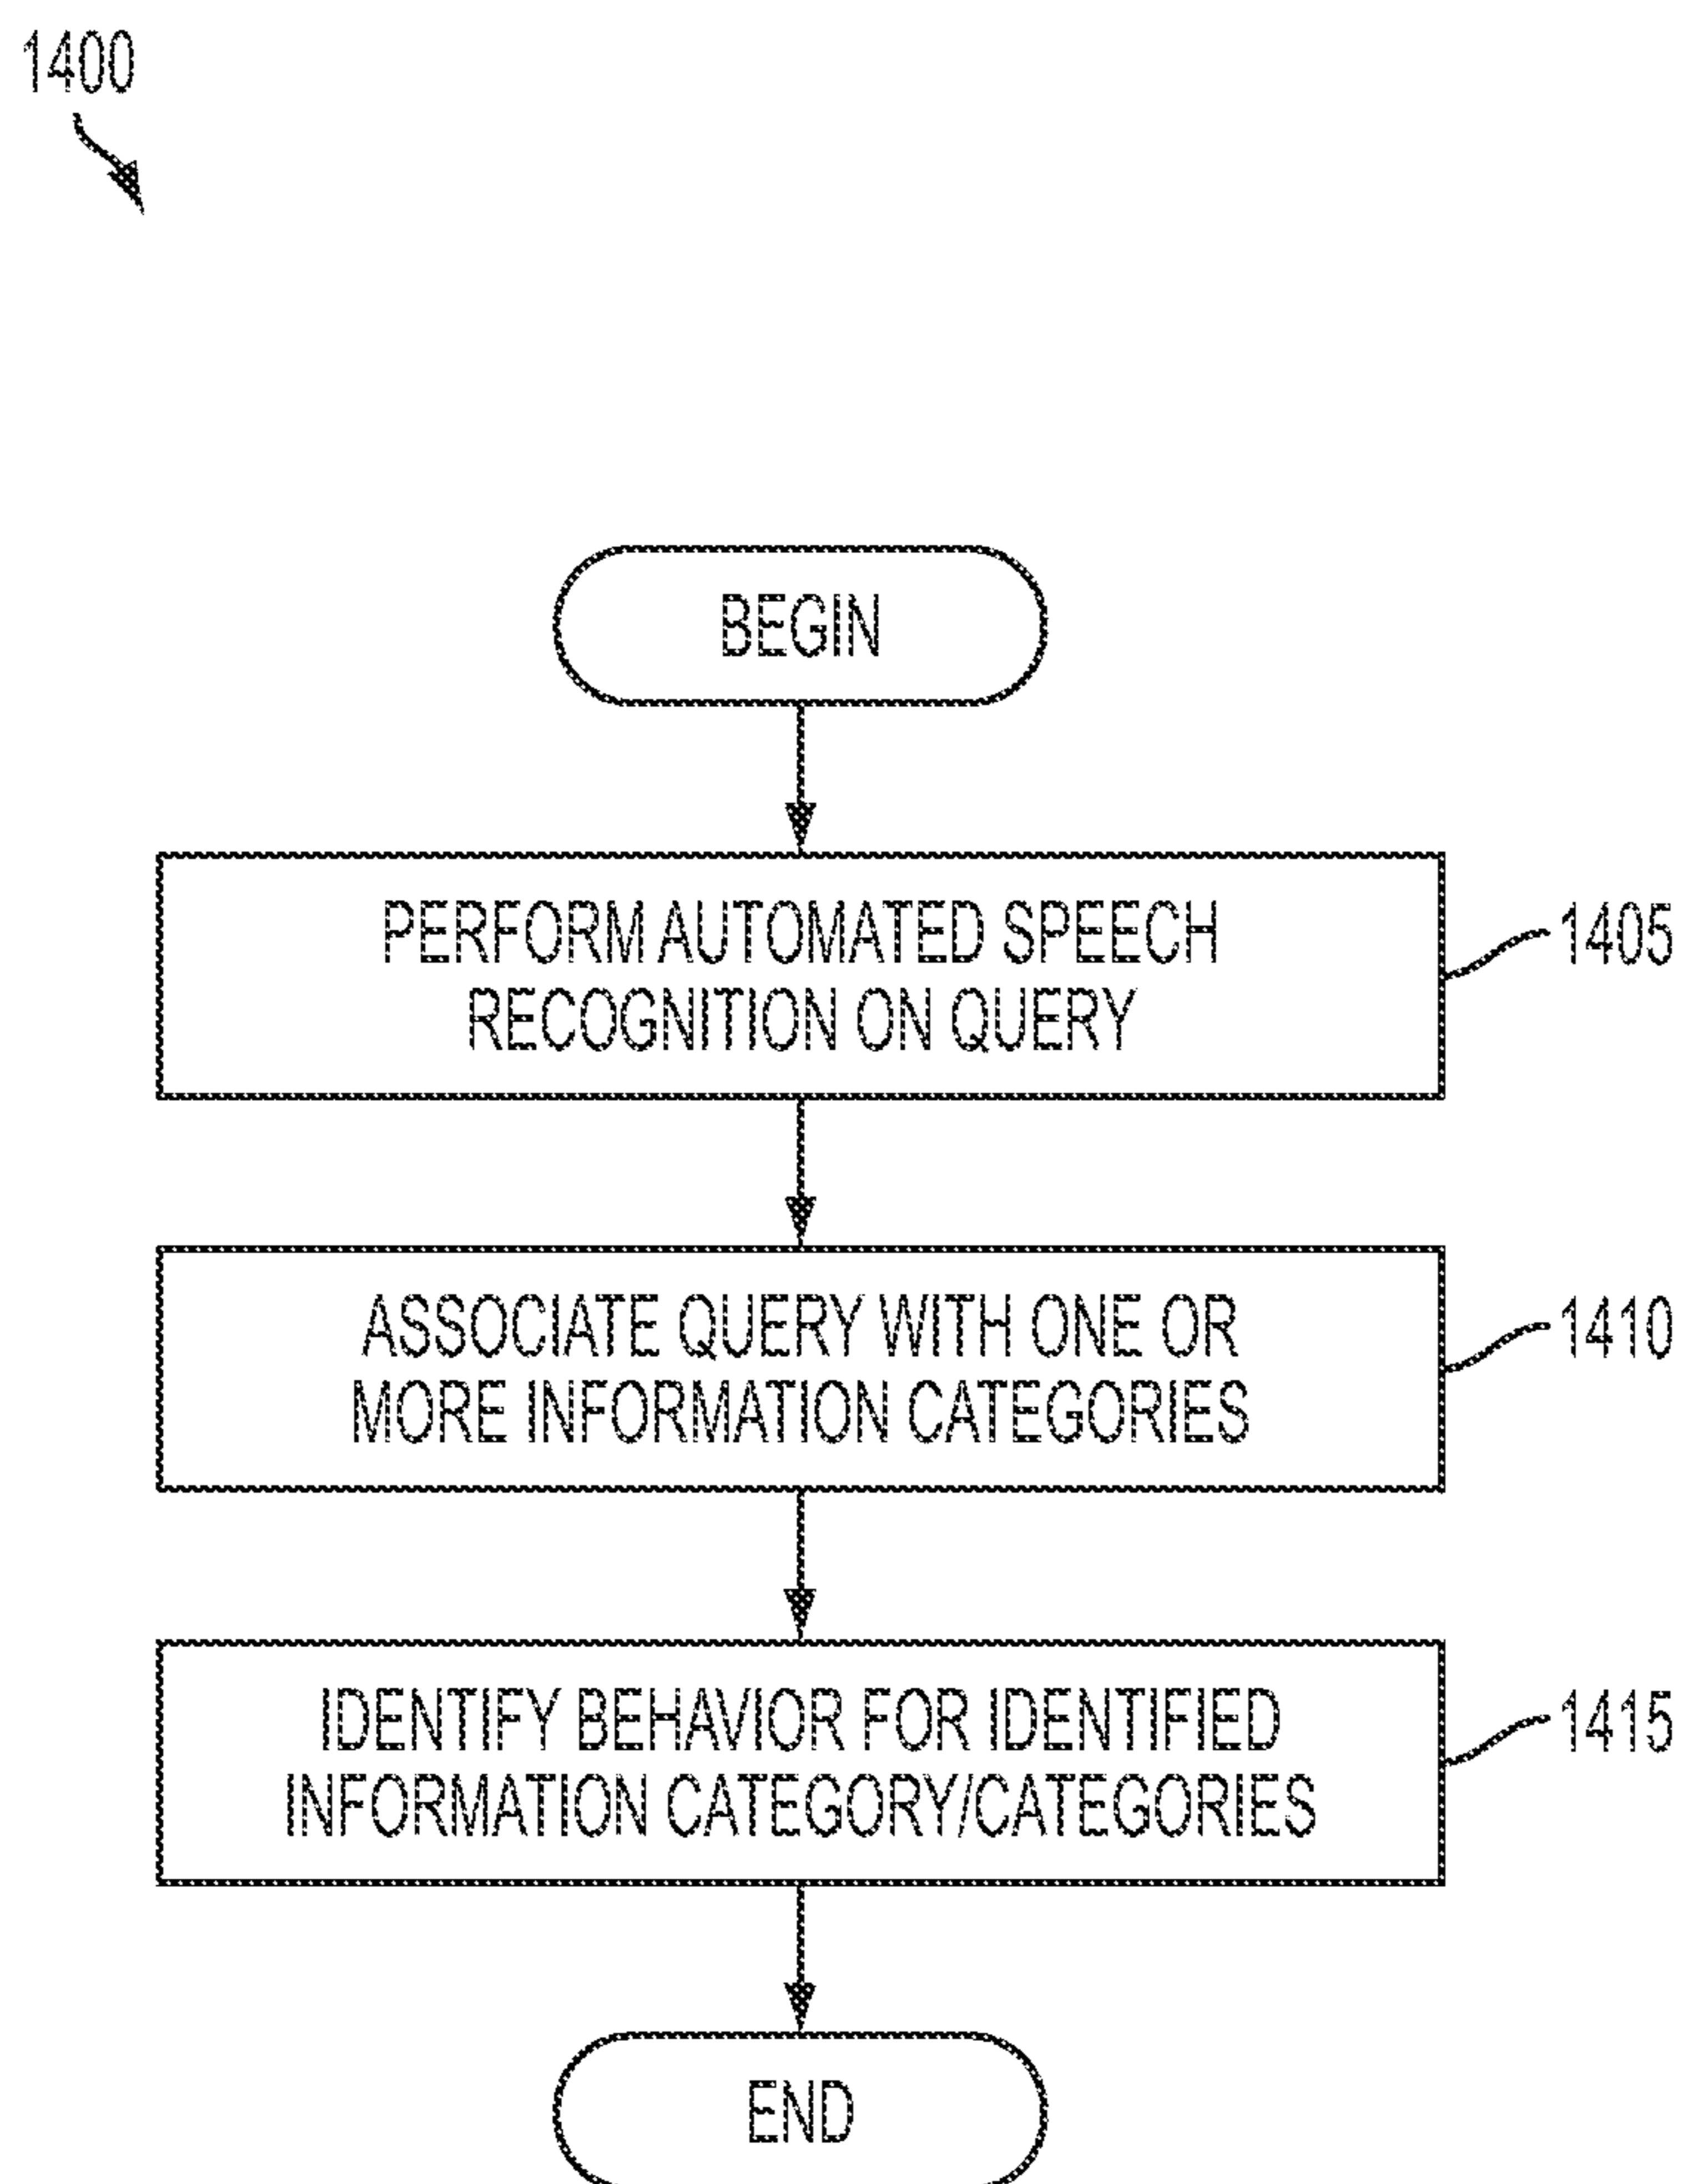 1400
BEGIN
PERFORM AUTOMATED SPEECH
RECOGNITION ON QUERY
1405
ASSOCIATE QUERY WITH ONE OR
MORE INFORMATION CATEGORIES
1410
IDENTIFY BEHAVIOR FOR IDENTIFIED
INFORMATION CATEGORY/CATEGORIES
1415
END